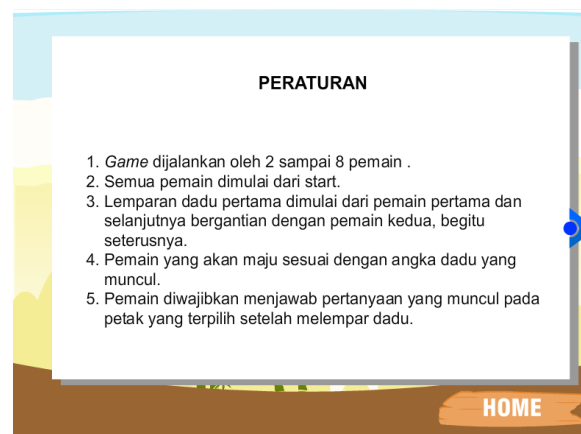 PERATURAN
1. Game dijalankan oleh 2 sampai 8 pemain .
2. Semua pemain dimulai dari start.
3. Lemparan dadu pertama dimulai dari pemain pertama dan
selanjutnya bergantian dengan pemain kedua, begitu
seterusnya.
4. Pemain yang akan maju sesuai dengan angka dadu yang
muncul.
5. Pemain diwajibkan menjawab pertanyaan yang muncul pada
petak yang terpilih setelah melempar dadu.
HOME